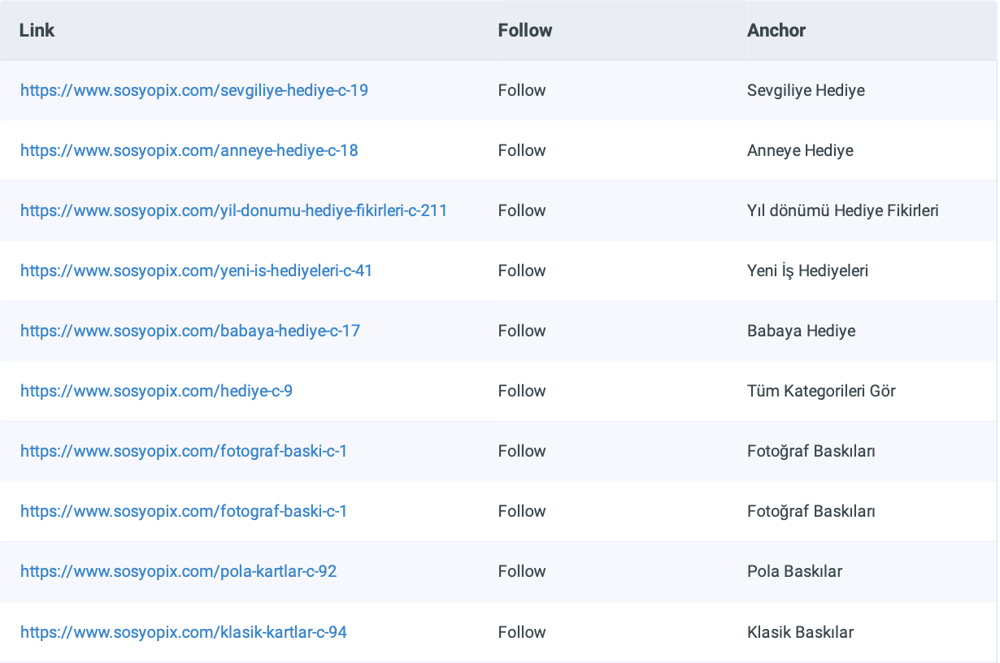 Link Follow Anchor
https://www.sosyopix.com/sevgiliye-hediye-c-19 Follow Sevgiliye Hediye
https://www.sosyopix.com/anneye-hediye-c-18 Follow Anneye Hediye
https://www.sosyopix.com/yil-donumu-hediye-fikirleri-c-211 Follow Yıl dönümü Hediye Fikirleri
https://www.sosyopix.com/yeni-is-hediyeleri-c-41 Follow Yeni İş Hediyeleri
https://www.sosyopix.com/babaya-hediye-c-17 Follow Babaya Hediye
https://www.sosyopix.com/hediye-c-9 Follow Tüm Kategorileri Gör
https://www.sosyopix.com/fotograf-baski-c-1 Follow Fotoğraf Baskıları
https://www.sosyopix.com/fotograf-baski-c-1 Follow Fotoğraf Baskıları
https://www.sosyopix.com/pola-kartlar-c-92 Follow Pola Baskılar
https://www.sosyopix.com/klasik-kartlar-c-94 Follow Klasik Baskılar